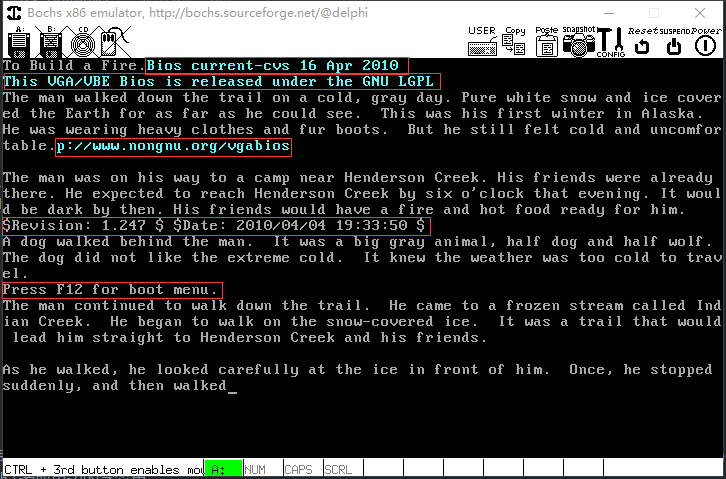 Bochs x86 emulator, http://bochs.sourceforge.net/@delphi
A: B: CD USER Copy Paste Snapshot CONFIG Reset SUSPEND Power
To Build a Fire.Bios current-cvs 16 Apr 2010
This VGA/VBE Bios is released under the GNU LGPL
The man walked down the trail on a cold, gray day. Pure white snow and ice cover
ed the Earth for as far as he could see.  This was his first winter in Alaska.
He was wearing heavy clothes and fur boots.  But he still felt cold and uncomfor
table.p://www.nongnu.org/vgabios
The man was on his way to a camp near Henderson Creek. His friends were already
there. He expected to reach Henderson Creek by six o'clock that evening. It woul
d be dark by then. His friends would have a fire and hot food ready for him.
$Revision: 1.247 $ $Date: 2010/04/04 19:33:50 $
A dog walked behind the man.  It was a big gray animal, half dog and half wolf.
The dog did not like the extreme cold.  It knew the weather was too cold to trav
el.
Press F12 for boot menu.
The man continued to walk down the trail.  He came to a frozen stream called Ind
ian Creek.  He began to walk on the snow-covered ice.  It was a trail that would
 lead him straight to Henderson Creek and his friends.
As he walked, he looked carefully at the ice in front of him.  Once, he stopped
suddenly, and then walked_
CTRL + 3rd button enables mou A: NUM CAPS SCRL